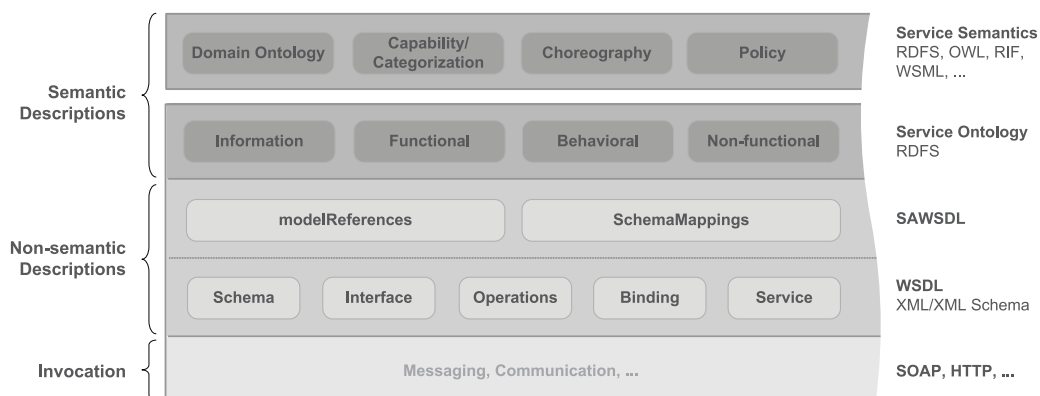 Domain Ontology
Capability/
Categorization
Choreography
Policy
Service Semantics
RDFS, OWL, RIF,
WSML, ...
Semantic
Descriptions
Information
Functional
Behavioral
Non-functional
Service Ontology
RDFS
modelReferences
SchemaMappings
SAWSDL
Non-semantic
Descriptions
Schema
Interface
Operations
Binding
Service
WSDL
XML/XML Schema
Invocation
Messaging, Communication, ...
SOAP, HTTP, ...